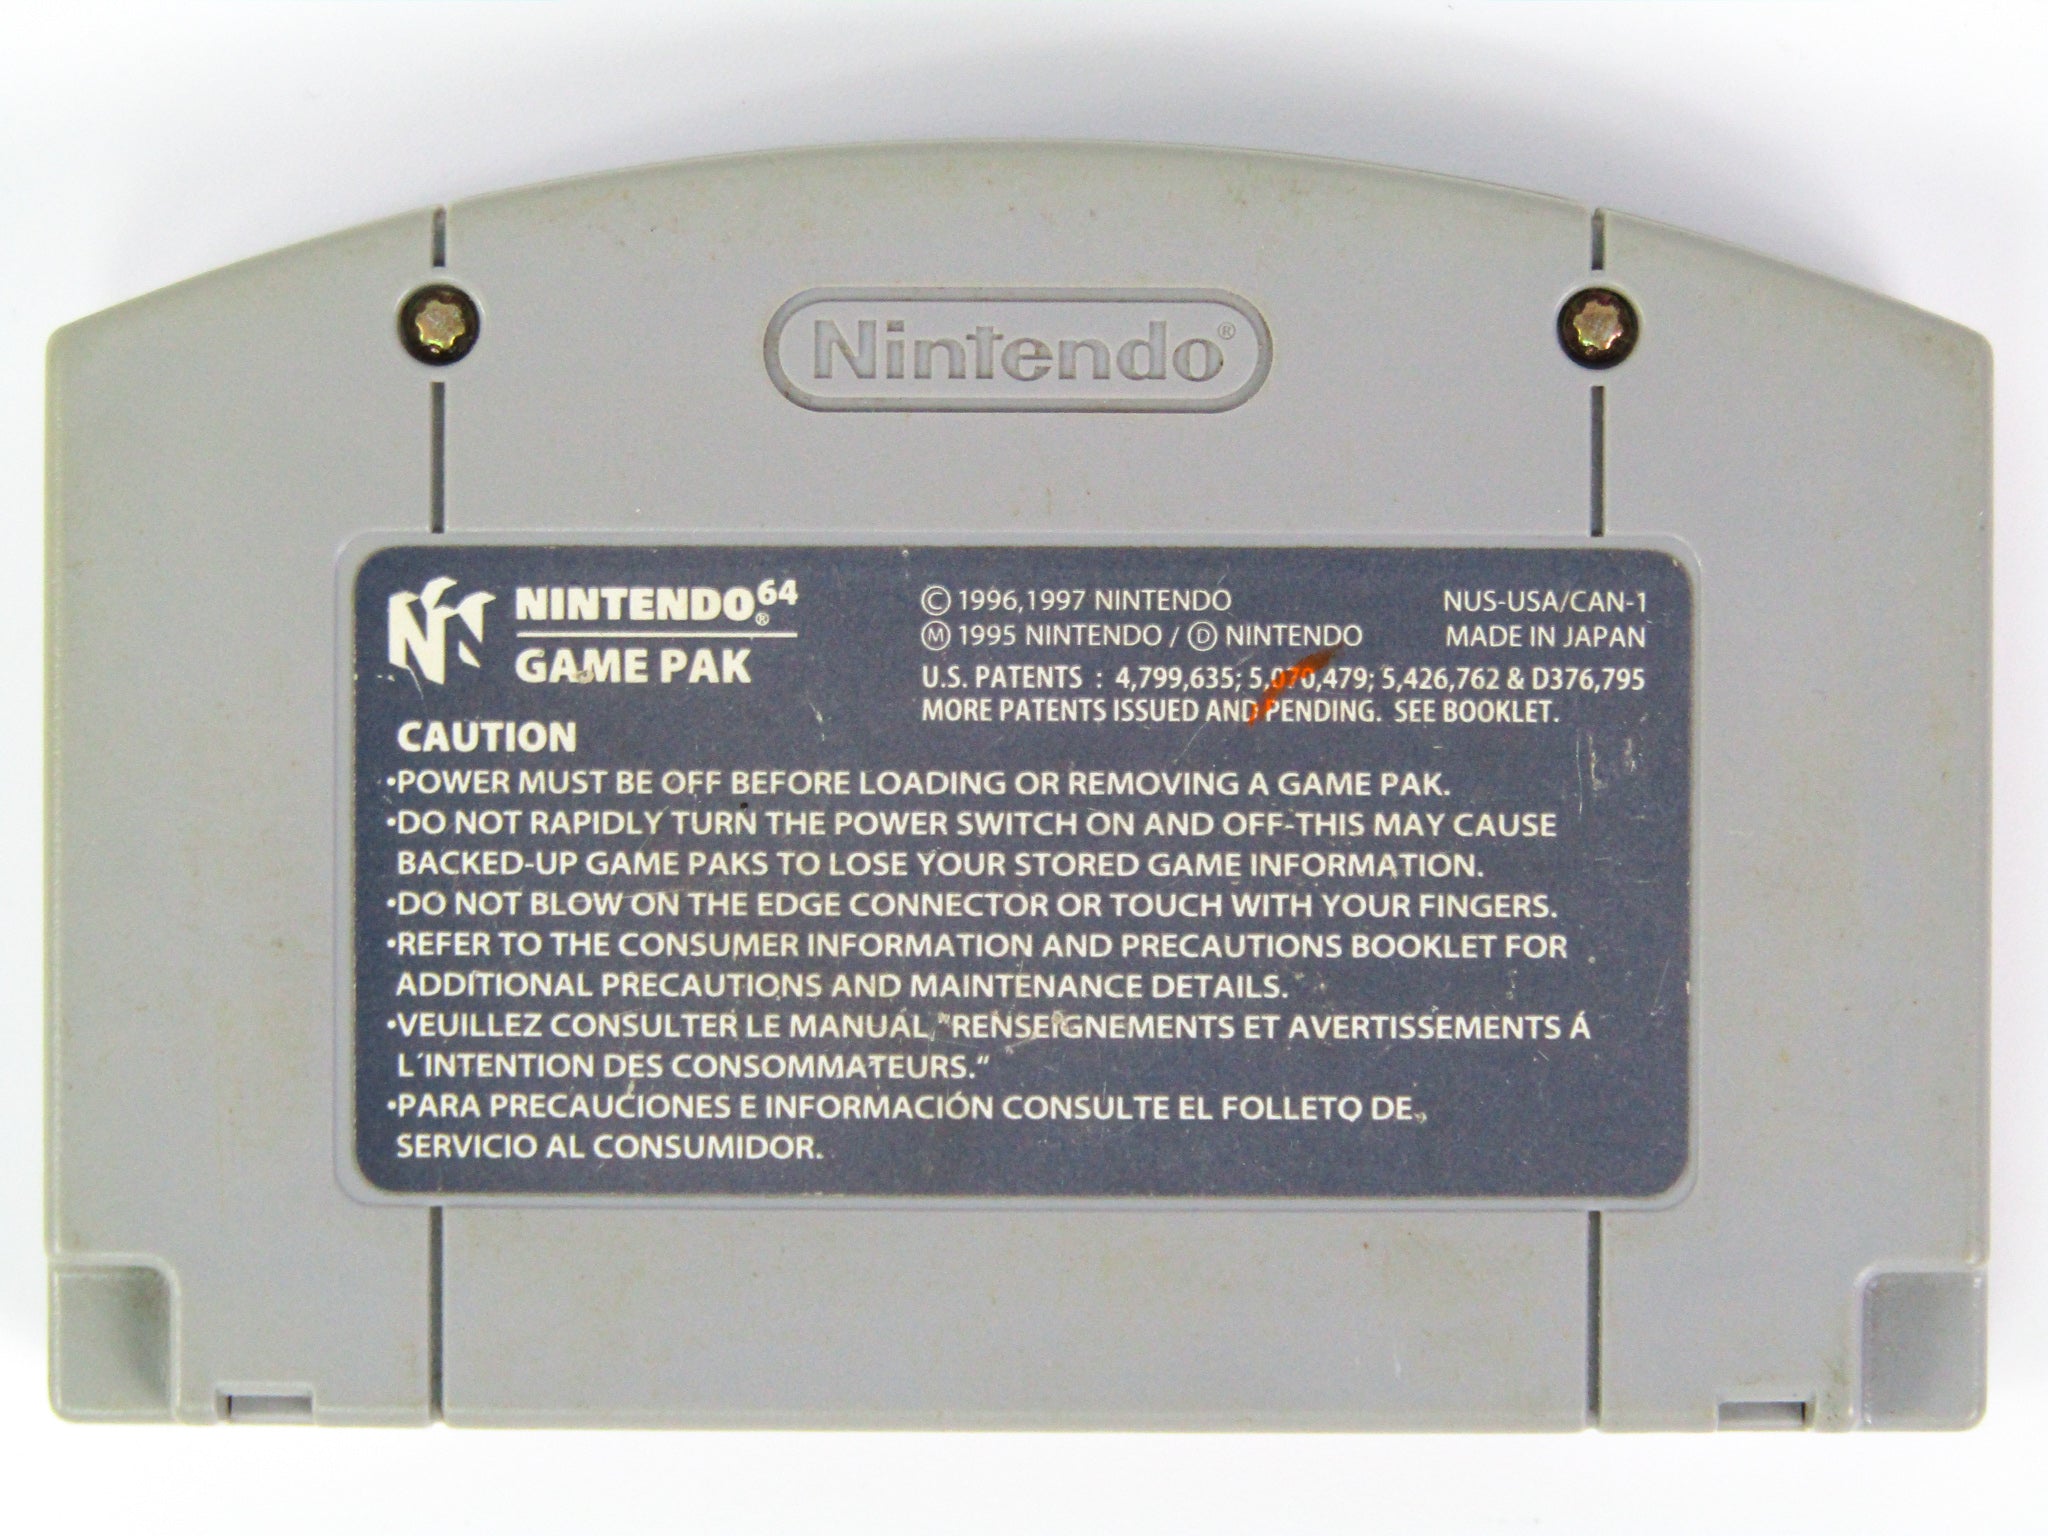 Nintendo®
NINTENDO⁶⁴®
GAME PAK
© 1996,1997 NINTENDO
Ⓜ 1995 NINTENDO / Ⓓ NINTENDO
NUS-USA/CAN-1
MADE IN JAPAN
U.S. PATENTS : 4,799,635; 5,070,479; 5,426,762 & D376,795
MORE PATENTS ISSUED AND PENDING. SEE BOOKLET.
CAUTION
•POWER MUST BE OFF BEFORE LOADING OR REMOVING A GAME PAK.
•DO NOT RAPIDLY TURN THE POWER SWITCH ON AND OFF-THIS MAY CAUSE
BACKED-UP GAME PAKS TO LOSE YOUR STORED GAME INFORMATION.
•DO NOT BLOW ON THE EDGE CONNECTOR OR TOUCH WITH YOUR FINGERS.
•REFER TO THE CONSUMER INFORMATION AND PRECAUTIONS BOOKLET FOR
ADDITIONAL PRECAUTIONS AND MAINTENANCE DETAILS.
•VEUILLEZ CONSULTER LE MANUAL "RENSEIGNEMENTS ET AVERTISSEMENTS Á
L´INTENTION DES CONSOMMATEURS."
•PARA PRECAUCIONES E INFORMACIÓN CONSULTE EL FOLLETO DE
SERVICIO AL CONSUMIDOR.